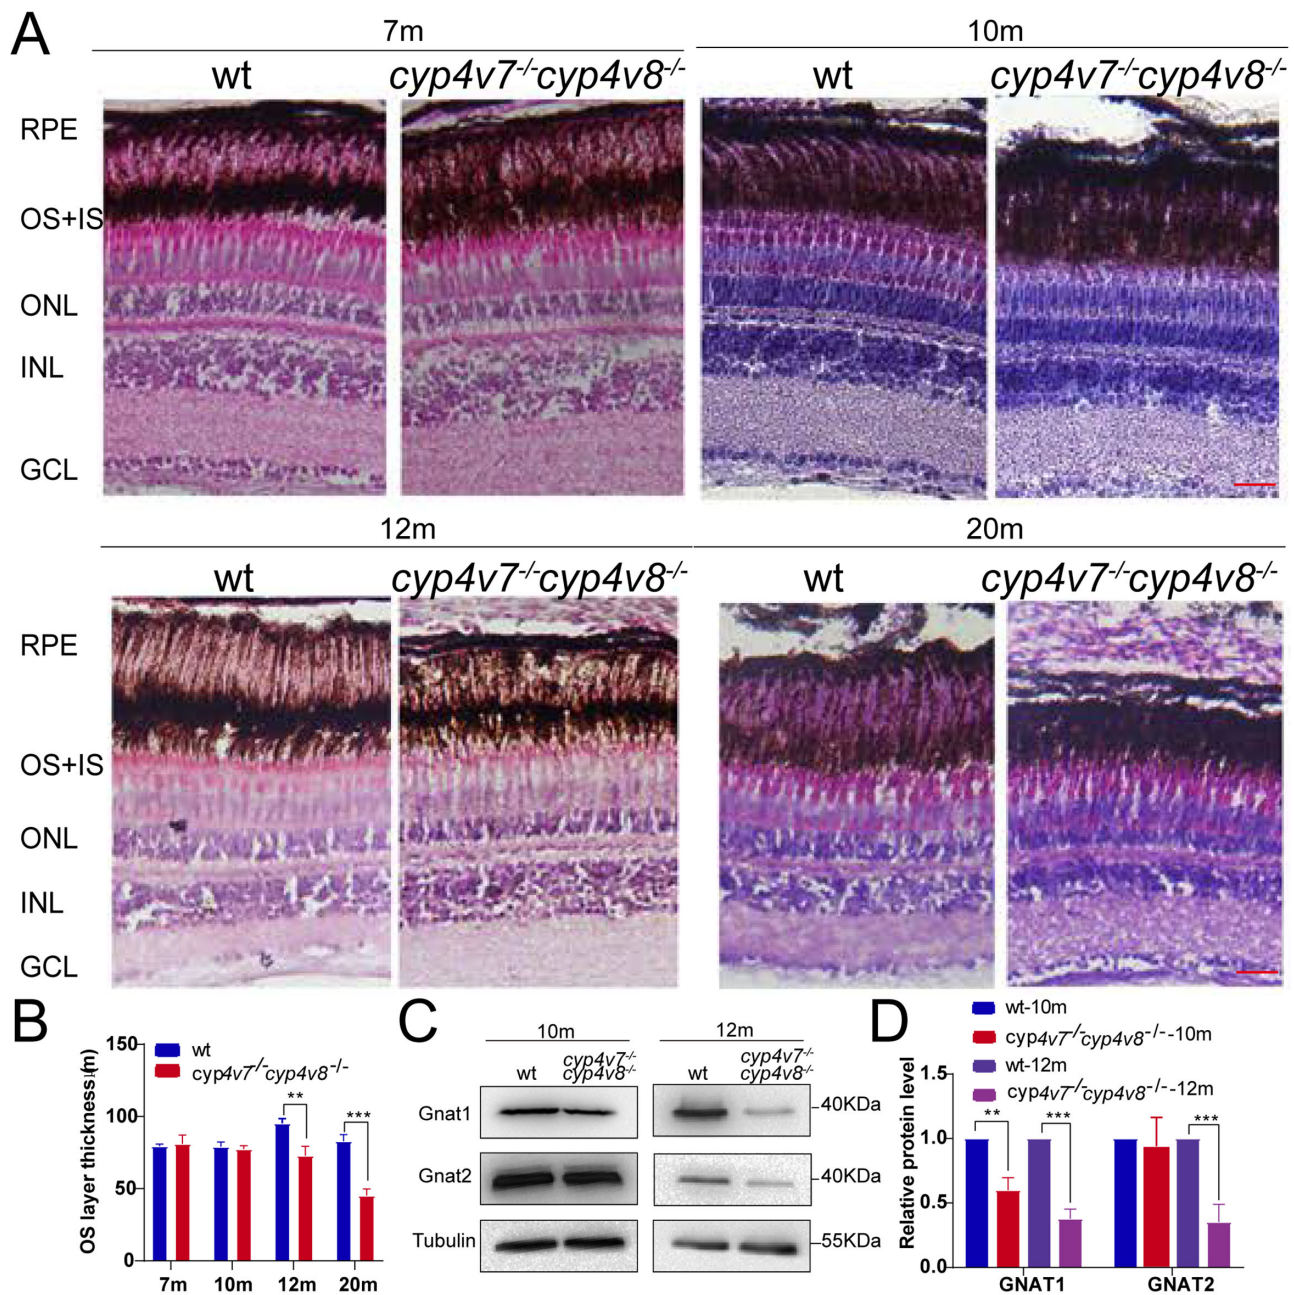 A
7m
10m
wt
cyp4v7-/-cyp4v8-/-
wt
cyp4v7-/-cyp4v8-/-
RPE
OS+IS
ONL
INL
GCL
12m
20m
wt
cyp4v7-/-cyp4v8-/-
wt
cyp4v7-/-cyp4v8-/-
RPE
OS+IS
ONL
INL
GCL
B
OS layer thickness(m)
150
100
50
0
wt
cyp4v7-/-cyp4v8-/-
**
***
7m
10m
12m
20m
C
10m
12m
wt
cyp4v7-/-
cyp4v8-/-
wt
cyp4v7-/-
cyp4v8-/-
Gnat1
40KDa
Gnat2
40KDa
Tubulin
55KDa
D
wt-10m
cyp4v7-/-cyp4v8-/--10m
wt-12m
cyp4v7-/-cyp4v8-/--12m
Relative protein level
1.5
1.0
0.5
0.0
**
***
***
GNAT1
GNAT2